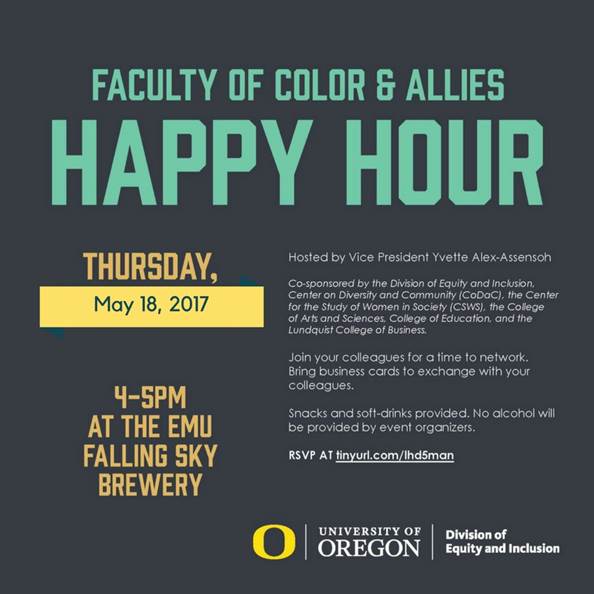 FACULTY OF COLOR & ALLIES
HAPPY HOUR
THURSDAY,
May 18, 2017
4-5PM
AT THE EMU
FALLING SKY
BREWERY
Hosted by Vice President Yvette Alex-Assensoh
Co-sponsored by the Division of Equity and Inclusion,
Center on Diversity and Community (CoDaC), the Center
for the Study of Women in Society (CSWS), the College
of Arts and Sciences, College of Education, and the
Lundquist College of Business.
Join your colleagues for a time to network.
Bring business cards to exchange with your
colleagues.
Snacks and soft-drinks provided. No alcohol will
be provided by event organizers.
RSVP AT tinyurl.com/lhd5man
O
UNIVERSITY OF
OREGON
Division of
Equity and Inclusion